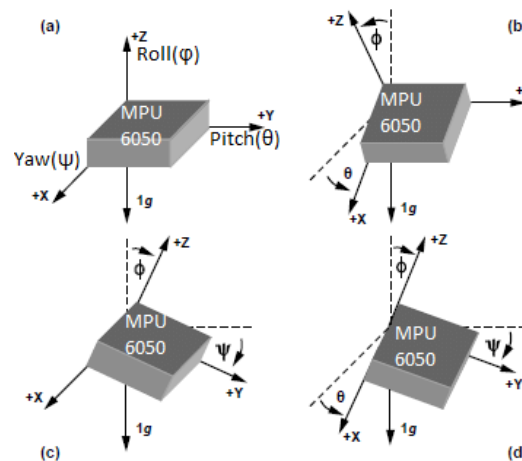 (a)
+Z
Roll(φ)
MPU
6050
+Y
Pitch(θ)
Yaw(ψ)
+X
1g
(b)
+Z
ϕ
MPU
6050
θ
+X
1g
ϕ
+Z
MPU
6050
Ψ
+X
+Y
1g
(c)
ϕ
+Z
MPU
6050
Ψ
θ
+Y
+X
1g
(d)